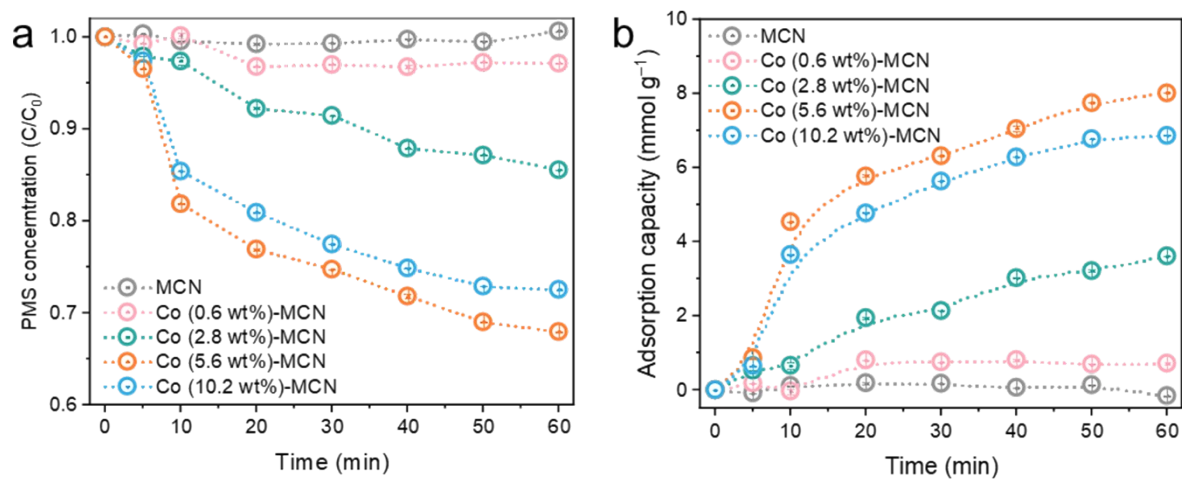 a
PMS concerntration (C/C0)
1.0
0.9
0.8
0.7
0.6
MCN
Co (0.6 wt%)-MCN
Co (2.8 wt%)-MCN
Co (5.6 wt%)-MCN
Co (10.2 wt%)-MCN
0 10 20 30 40 50 60
Time (min)
b
Adsorption capacity (mmol g⁻¹)
10
8
6
4
2
0
MCN
Co (0.6 wt%)-MCN
Co (2.8 wt%)-MCN
Co (5.6 wt%)-MCN
Co (10.2 wt%)-MCN
0 10 20 30 40 50 60
Time (min)